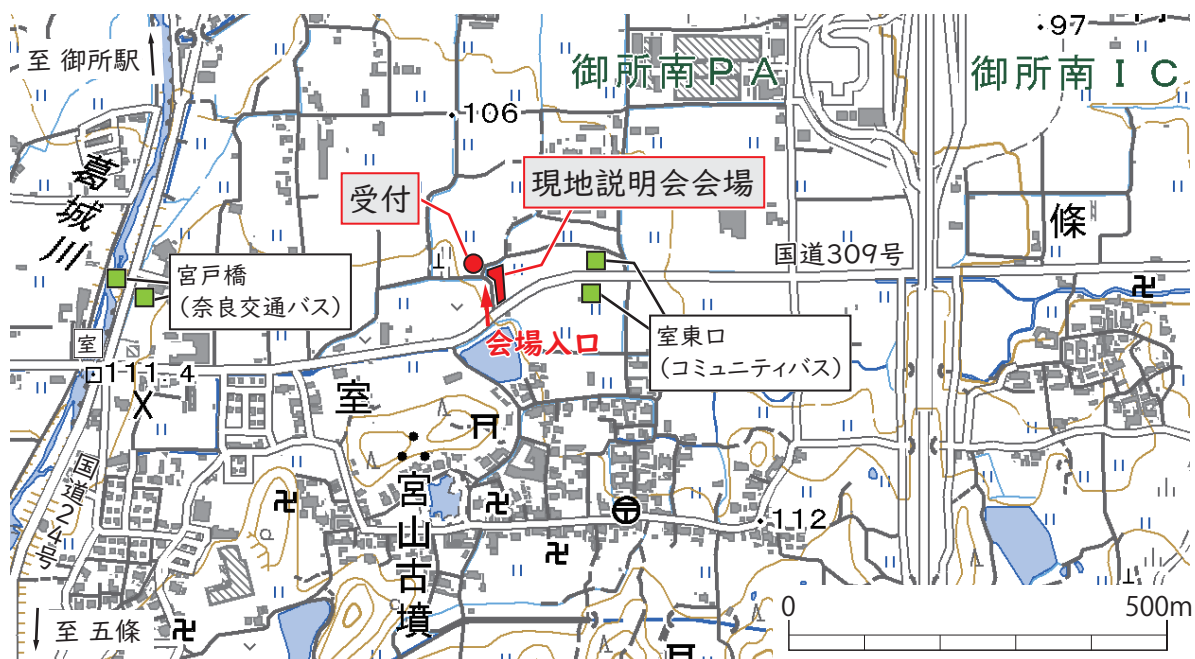 至 御所駅
御所南ＰＡ
御所南ＩＣ
97
106
葛城川
受付
現地説明会会場
條
国道309号
宮戸橋
(奈良交通バス)
会場入口
室東口
(コミュニティバス)
室
111.4
室
宮山古墳
国道24号
112
至 五條
0
500m